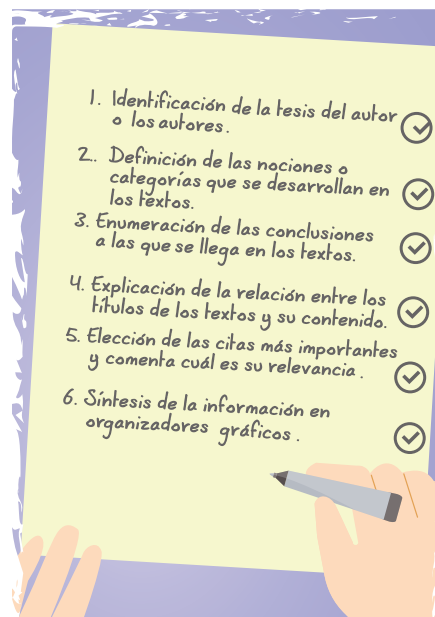 1. Identificación de la tesis del autor
o los autores.
2.. Definición de las nociones o
categorías que se desarrollan en
los textos.
3. Enumeración de las conclusiones
a las que se llega en los textos.
4. Explicación de la relación entre los
títulos de los textos y su contenido.
5. Elección de las citas más importantes
y comenta cuál es su relevancia.
6. Síntesis de la información en
organizadores gráficos.